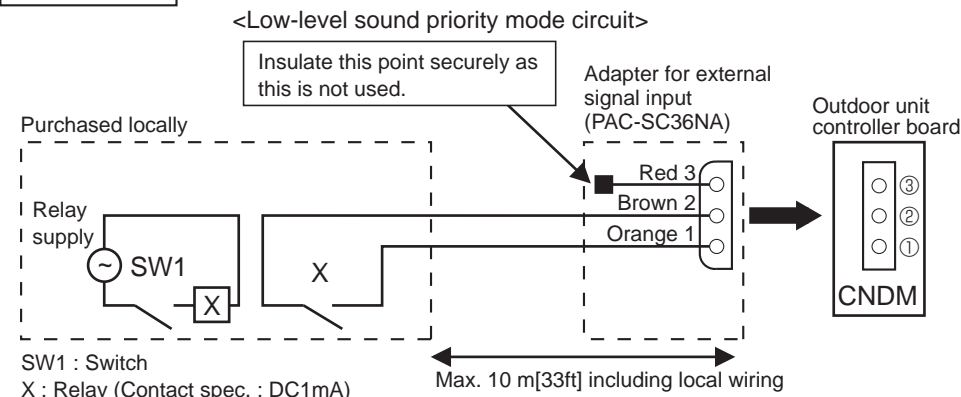 <Low-level sound priority mode circuit>
Insulate this point securely as
this is not used.
Adapter for external
signal input
(PAC-SC36NA)
Outdoor unit
controller board
Purchased locally
Red 3
Brown 2
Orange 1
③
②
①
CNDM
Relay
supply
~
SW1
X
X
SW1 : Switch
X : Relay (Contact spec. : DC1mA)
Max. 10 m[33ft] including local wiring